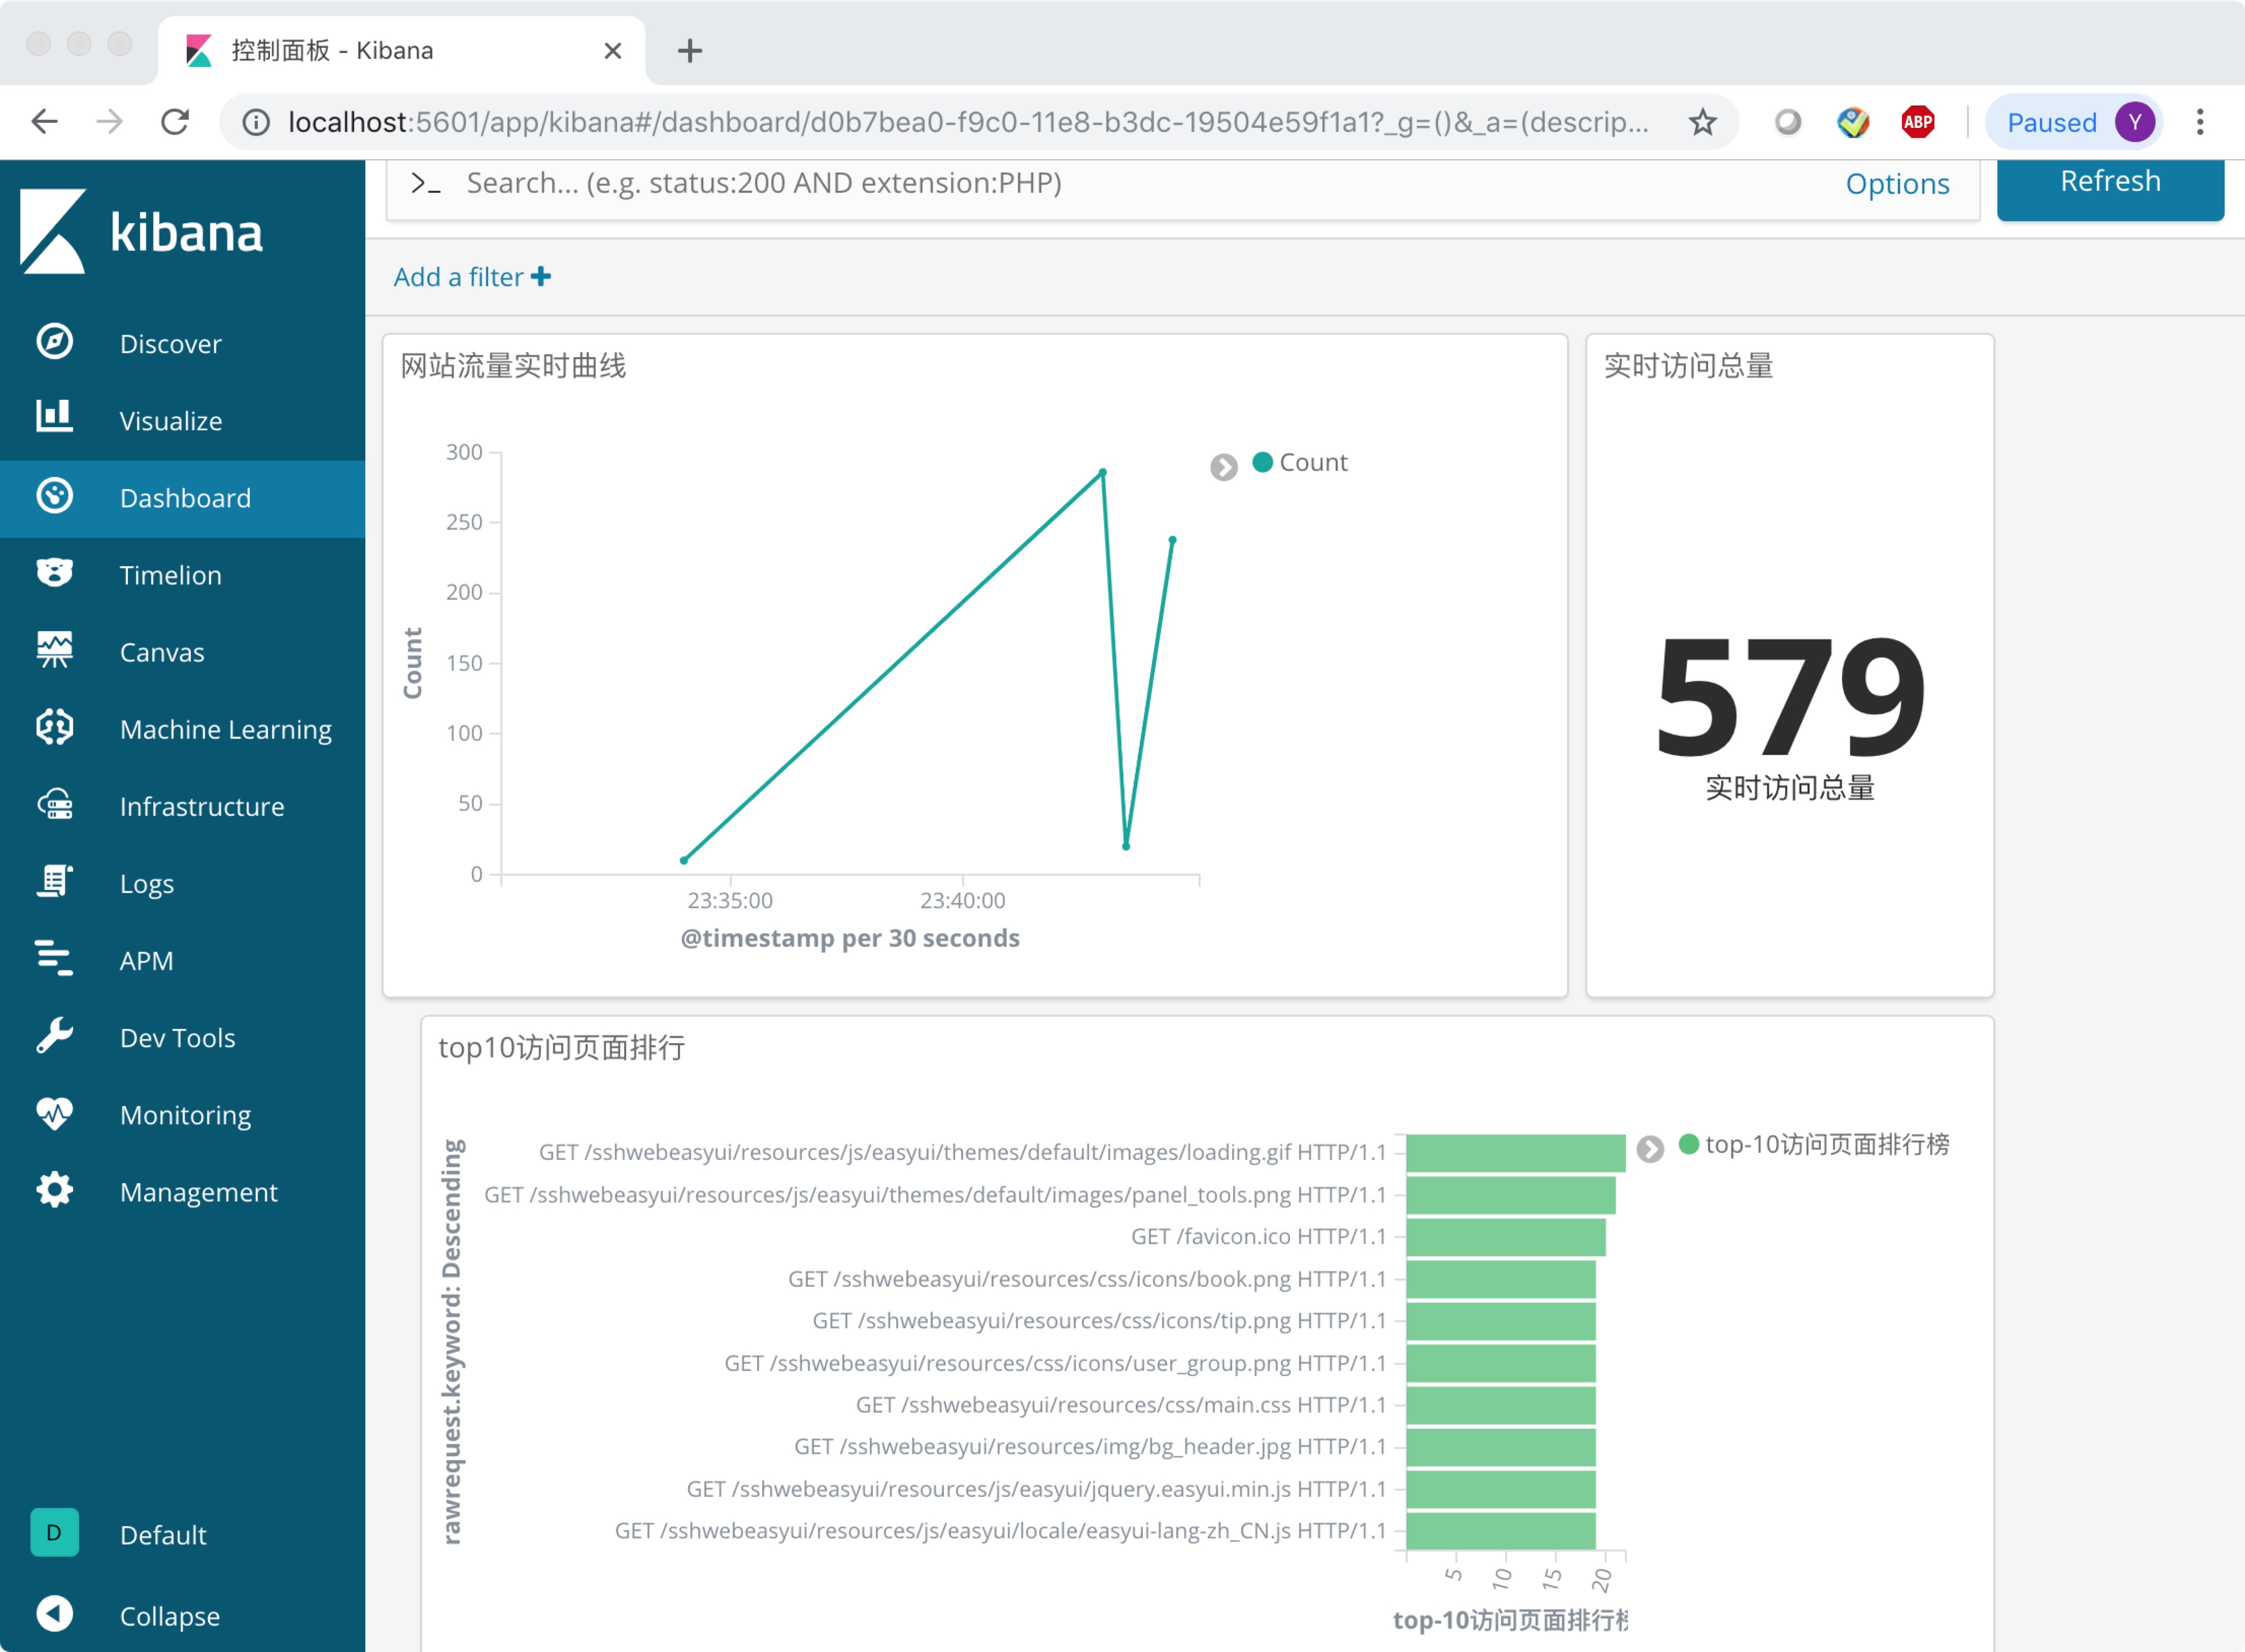 控制面板 - Kibana
localhost:5601/app/kibana#/dashboard/d0b7bea0-f9c0-11e8-b3dc-19504e59f1a1?_g=()&_a=(descrip...
ABP
Paused
Y
kibana
Discover
Visualize
Dashboard
Timelion
Canvas
Machine Learning
Infrastructure
Logs
APM
Dev Tools
Monitoring
Management
D
Default
Collapse
>_ Search... (e.g. status:200 AND extension:PHP)
Options
Refresh
Add a filter +
网站流量实时曲线
300
250
200
150
100
50
0
Count
23:35:00
23:40:00
@timestamp per 30 seconds
Count
实时访问总量
579
实时访问总量
top10访问页面排行
rawrequest.keyword: Descending
GET /sshwebeasyui/resources/js/easyui/themes/default/images/loading.gif HTTP/1.1
GET /sshwebeasyui/resources/js/easyui/themes/default/images/panel_tools.png HTTP/1.1
GET /favicon.ico HTTP/1.1
GET /sshwebeasyui/resources/css/icons/book.png HTTP/1.1
GET /sshwebeasyui/resources/css/icons/tip.png HTTP/1.1
GET /sshwebeasyui/resources/css/icons/user_group.png HTTP/1.1
GET /sshwebeasyui/resources/css/main.css HTTP/1.1
GET /sshwebeasyui/resources/img/bg_header.jpg HTTP/1.1
GET /sshwebeasyui/resources/js/easyui/jquery.easyui.min.js HTTP/1.1
GET /sshwebeasyui/resources/js/easyui/locale/easyui-lang-zh_CN.js HTTP/1.1
5
10
15
20
top-10访问页面排行榜
top-10访问页面排行榜